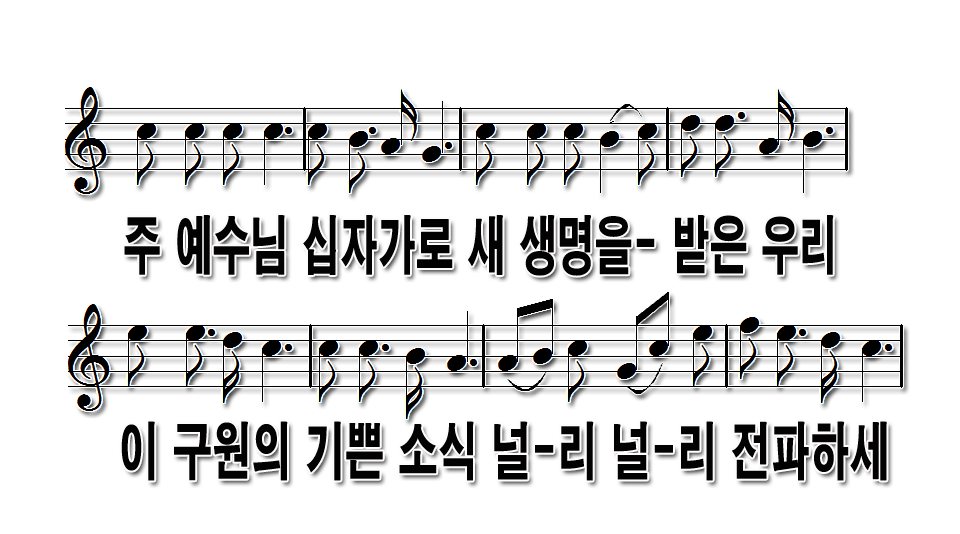 주 예수님 십자가로 새 생명을- 받은 우리
이 구원의 기쁜 소식 널-리 널-리 전파하세